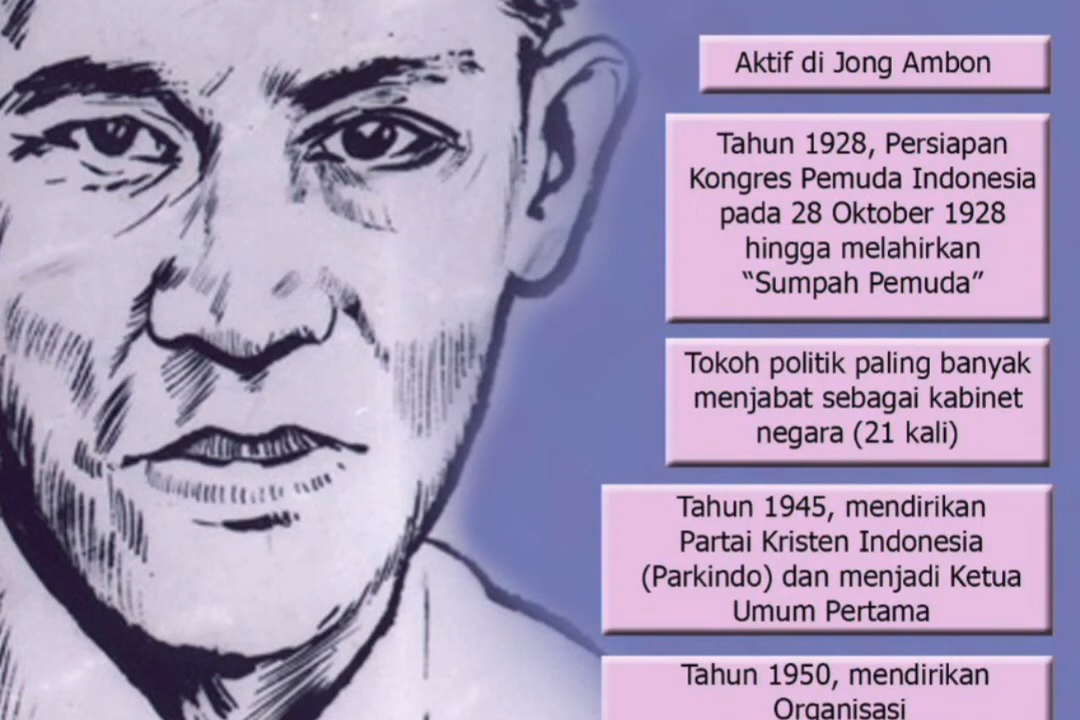 Aktif di Jong Ambon
Tahun 1928, Persiapan
Kongres Pemuda Indonesia
pada 28 Oktober 1928
hingga melahirkan
“Sumpah Pemuda”
Tokoh politik paling banyak
menjabat sebagai kabinet
negara (21 kali)
Tahun 1945, mendirikan
Partai Kristen Indonesia
(Parkindo) dan menjadi Ketua
Umum Pertama
Tahun 1950, mendirikan
Organisasi